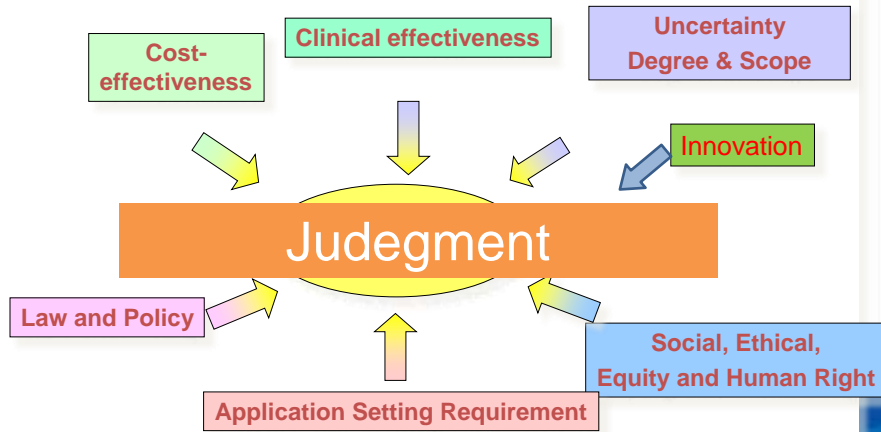 Cost-
effectiveness
Clinical effectiveness
Uncertainty
Degree & Scope
Innovation
Judegment
Law and Policy
Social, Ethical,
Equity and Human Right
Application Setting Requirement